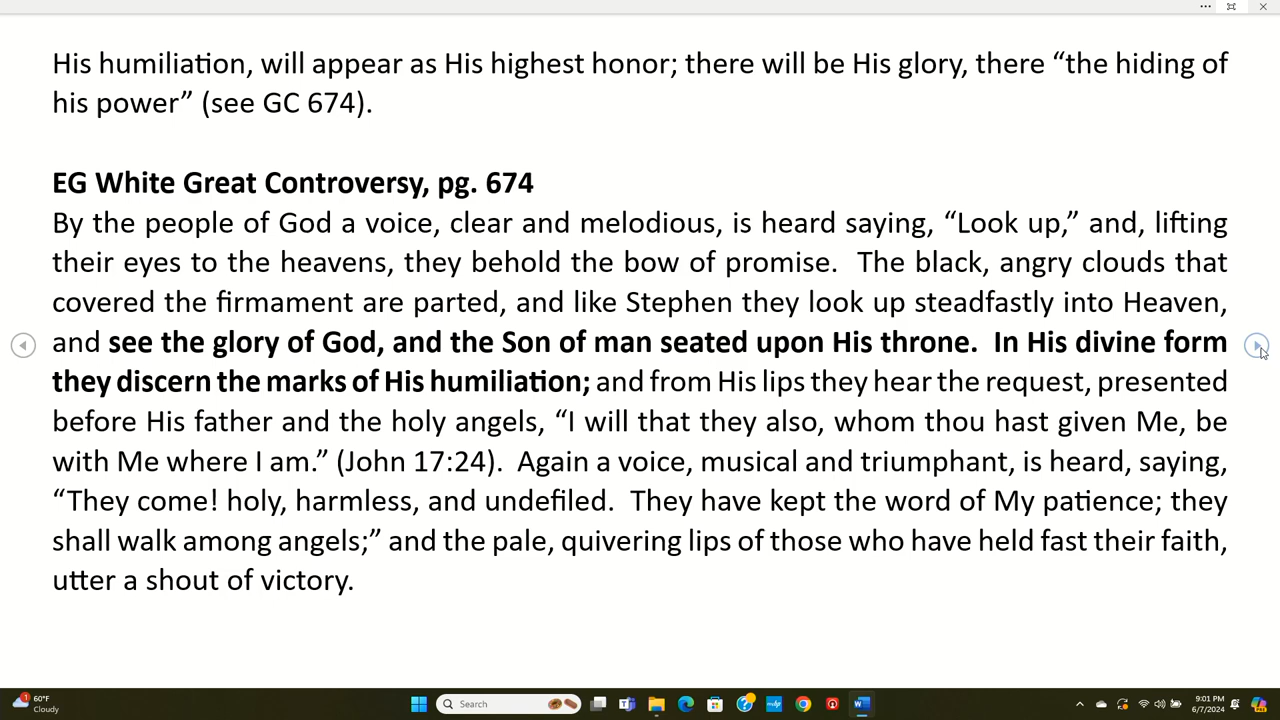 His humiliation, will appear as His highest honor; there will be His glory, there “the hiding of
his power” (see GC 674).
EG White Great Controversy, pg. 674
By the people of God a voice, clear and melodious, is heard saying, “Look up,” and, lifting
their eyes to the heavens, they behold the bow of promise.  The black, angry clouds that
covered the firmament are parted, and like Stephen they look up steadfastly into Heaven,
and see the glory of God, and the Son of man seated upon His throne.  In His divine form
they discern the marks of His humiliation; and from His lips they hear the request, presented
before His father and the holy angels, “I will that they also, whom thou hast given Me, be
with Me where I am.” (John 17:24).  Again a voice, musical and triumphant, is heard, saying,
“They come! holy, harmless, and undefiled.  They have kept the word of My patience; they
shall walk among angels;” and the pale, quivering lips of those who have held fast their faith,
utter a shout of victory.
1
60°F
Cloudy
Search
9:01 PM
6/7/2024